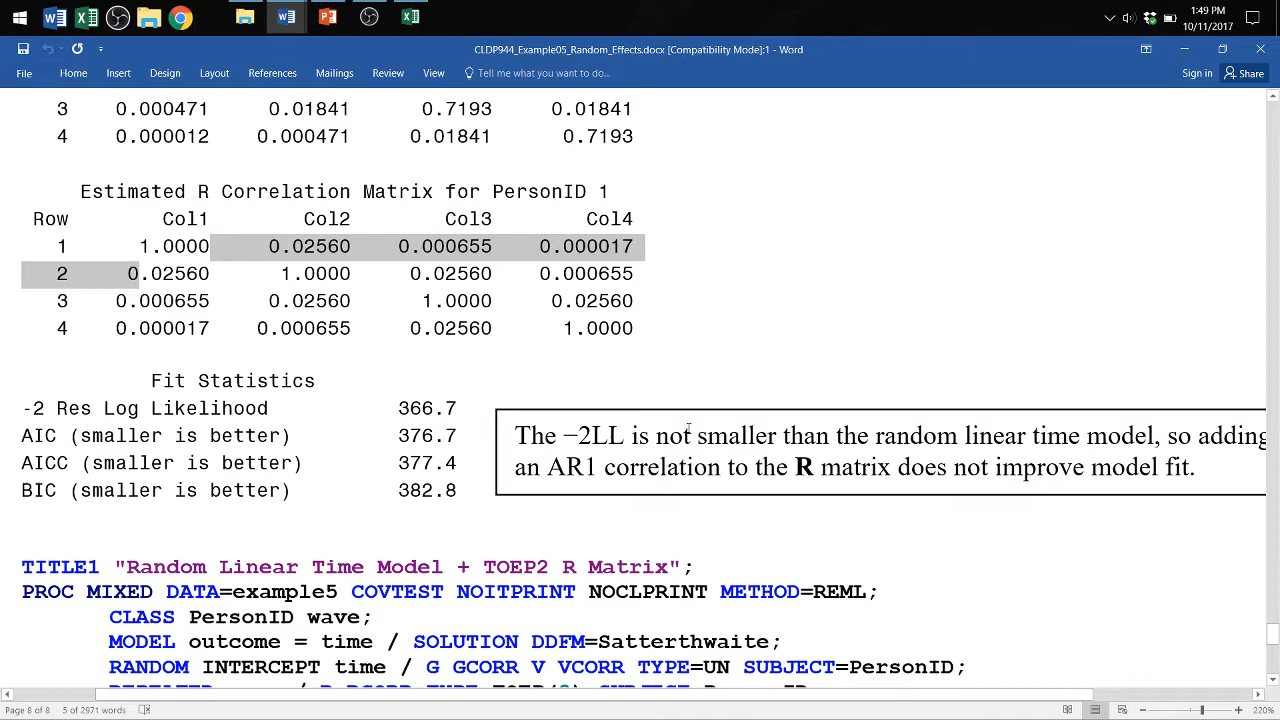 1:49 PM
10/11/2017
CLDP944_Example05_Random_Effects.docx [Compatibility Mode]:1 - Word
File Home Insert Design Layout References Mailings Review View Tell me what you want to do... Sign in Share
3 0.000471 0.01841 0.7193 0.01841
4 0.000012 0.000471 0.01841 0.7193
Estimated R Correlation Matrix for PersonID 1
Row Col1 Col2 Col3 Col4
1 1.0000 0.02560 0.000655 0.000017
2 0.02560 1.0000 0.02560 0.000655
3 0.000655 0.02560 1.0000 0.02560
4 0.000017 0.000655 0.02560 1.0000
Fit Statistics
-2 Res Log Likelihood 366.7
AIC (smaller is better) 376.7
AICC (smaller is better) 377.4
BIC (smaller is better) 382.8
The −2LL is not smaller than the random linear time model, so adding
an AR1 correlation to the R matrix does not improve model fit.
TITLE1 "Random Linear Time Model + TOEP2 R Matrix";
PROC MIXED DATA=example5 COVTEST NOITPRINT NOCLPRINT METHOD=REML;
CLASS PersonID wave;
MODEL outcome = time / SOLUTION DDFM=Satterthwaite;
RANDOM INTERCEPT time / G GCORR V VCORR TYPE=UN SUBJECT=PersonID;
Page 8 of 8 5 of 2971 words 220%